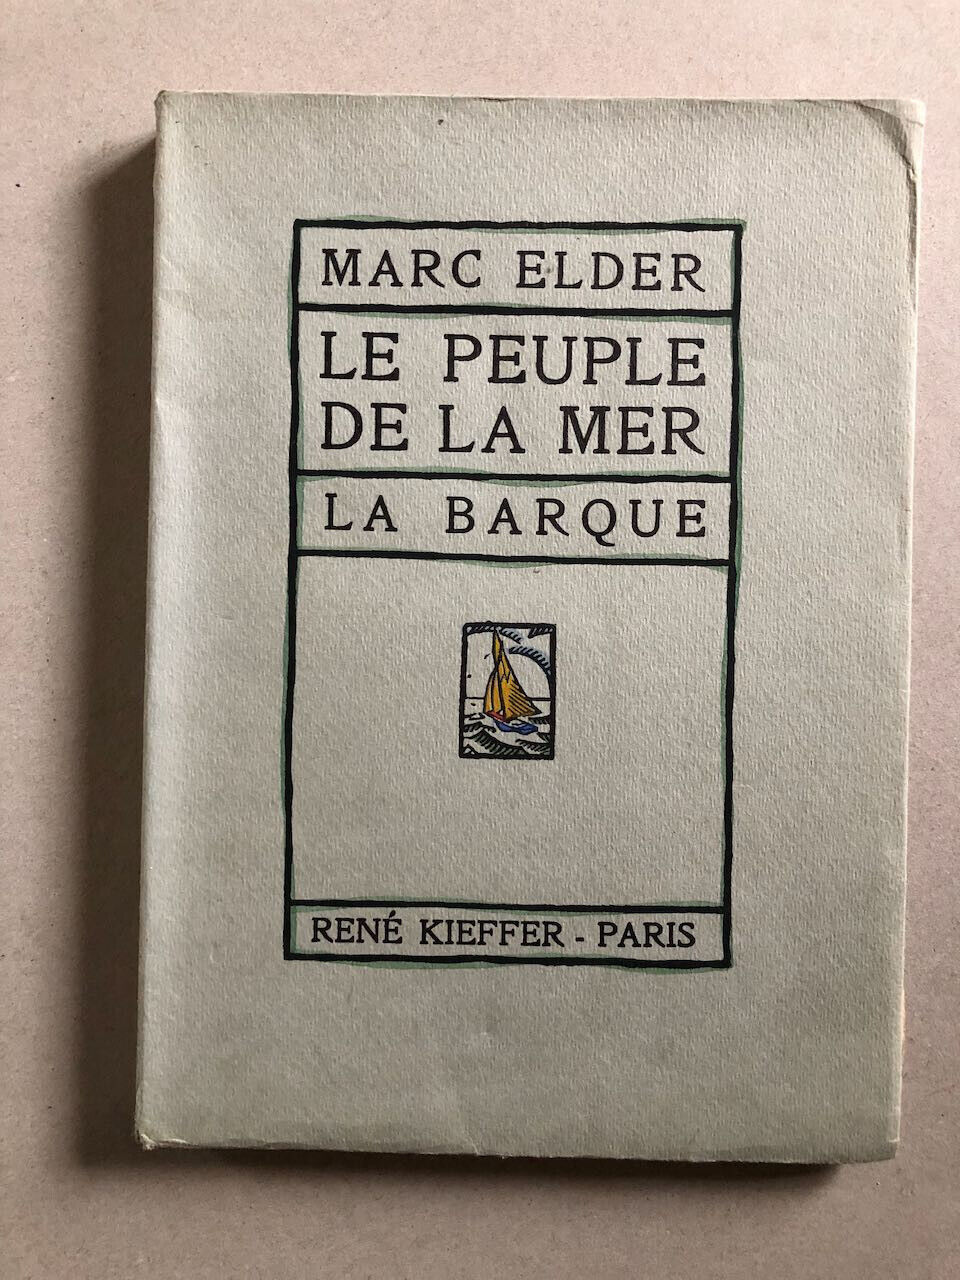 MARC ELDER
LE PEUPLE
DE LA MER
LA BARQUE
RENÉ KIEFFER - PARIS